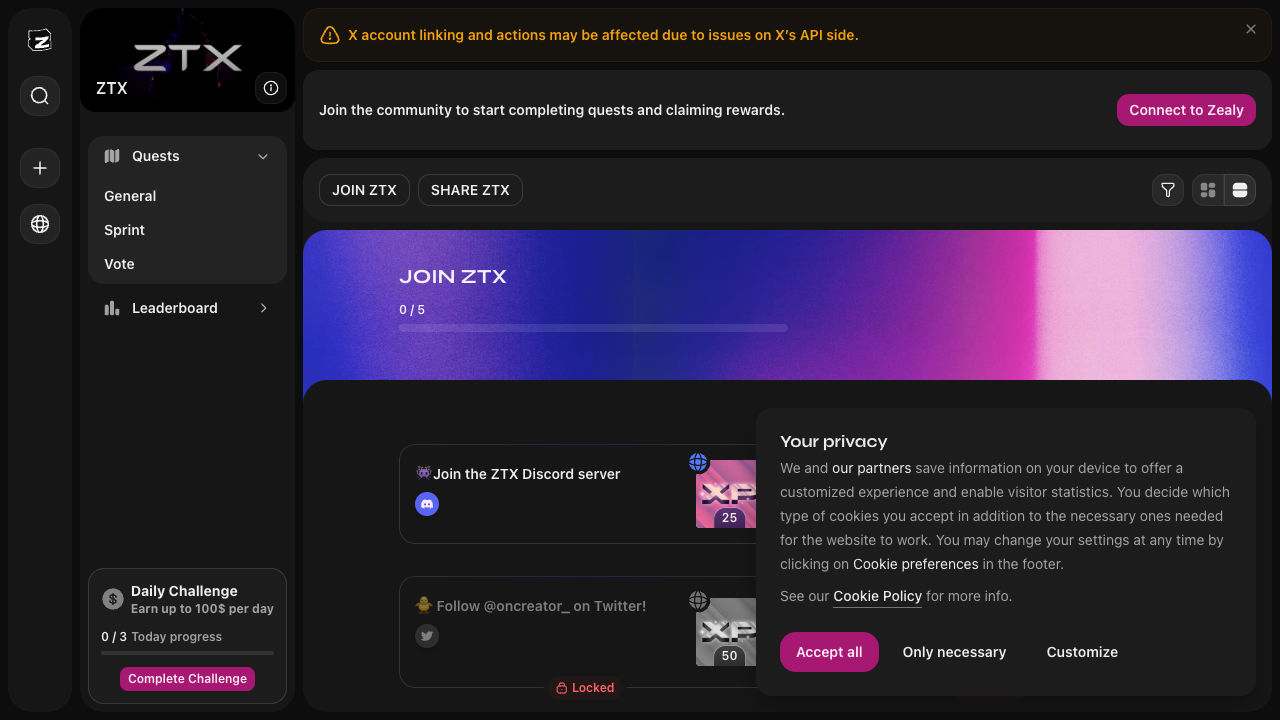 ZTX
ZTX
Quests
General
Sprint
Vote
Leaderboard
Daily Challenge
Earn up to 100$ per day
0 / 3 Today progress
Complete Challenge
X account linking and actions may be affected due to issues on X's API side.
Join the community to start completing quests and claiming rewards.
Connect to Zealy
JOIN ZTX
SHARE ZTX
JOIN ZTX
0 / 5
👾Join the ZTX Discord server
XP
25
🐥 Follow @oncreator_ on Twitter!
XP
50
Locked
Your privacy
We and our partners save information on your device to offer a
customized experience and enable visitor statistics. You decide which
type of cookies you accept in addition to the necessary ones needed
for the website to work. You may change your settings at any time by
clicking on Cookie preferences in the footer.
See our Cookie Policy for more info.
Accept all
Only necessary
Customize